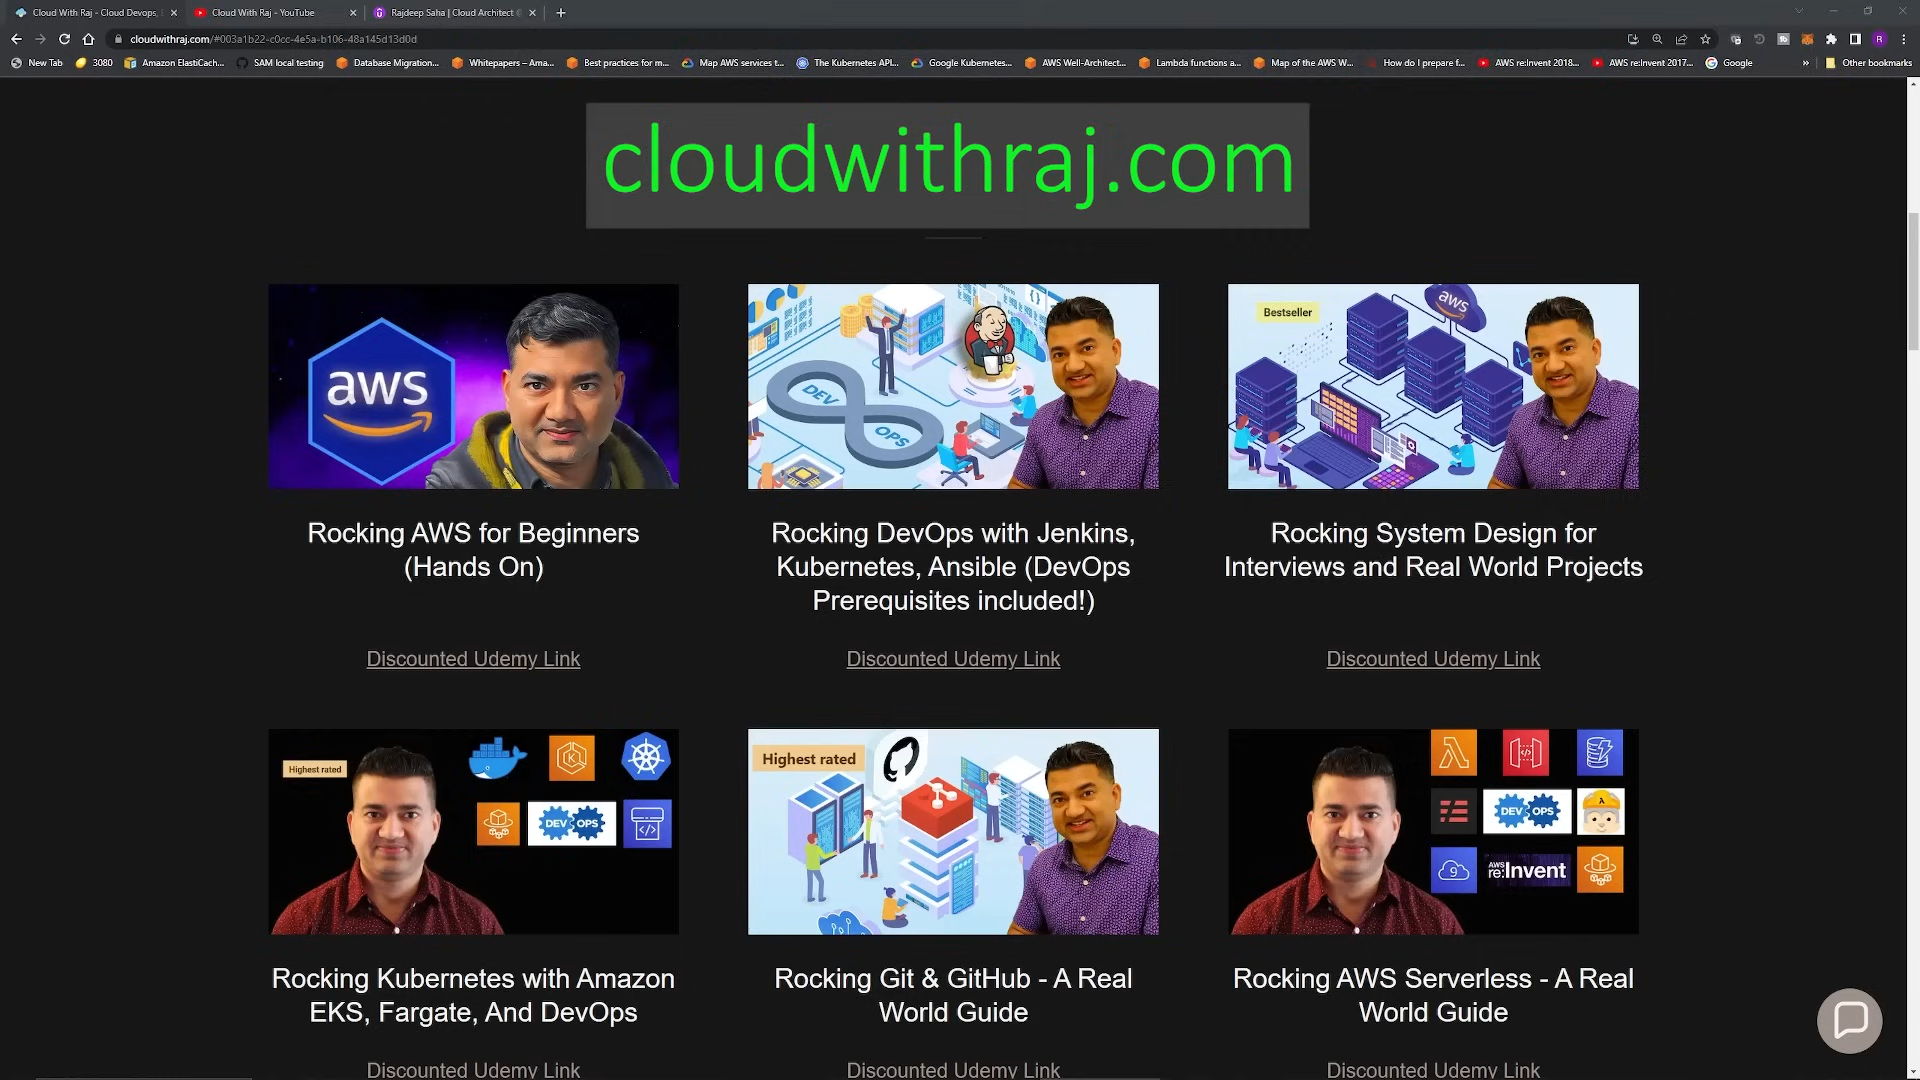 Cloud With Raj - Cloud Devops,
Cloud With Raj - YouTube
Rajdeep Saha | Cloud Architect
cloudwithraj.com/#003a1b22-c0cc-4e5a-b106-48a145d13d0d
New Tab
3080
Amazon ElastiCach...
SAM local testing
Database Migration...
Whitepapers – Ama...
Best practices for m...
Map AWS services t...
The Kubernetes API...
Google Kubernetes...
AWS Well-Architect...
Lambda functions a...
Map of the AWS W...
How do I prepare f...
AWS re:Invent 2018...
AWS re:Invent 2017...
Google
»
Other bookmarks
R
cloudwithraj.com
aws
DEV
OPS
Bestseller
aws
Rocking AWS for Beginners
(Hands On)
Rocking DevOps with Jenkins,
Kubernetes, Ansible (DevOps
Prerequisites included!)
Rocking System Design for
Interviews and Real World Projects
Discounted Udemy Link
Discounted Udemy Link
Discounted Udemy Link
Highest rated
K
DEV OPS
</>
Highest rated
λ
DEV OPS
λ
9
AWS
re:Invent
Rocking Kubernetes with Amazon
EKS, Fargate, And DevOps
Rocking Git & GitHub - A Real
World Guide
Rocking AWS Serverless - A Real
World Guide
Discounted Udemy Link
Discounted Udemy Link
Discounted Udemy Link